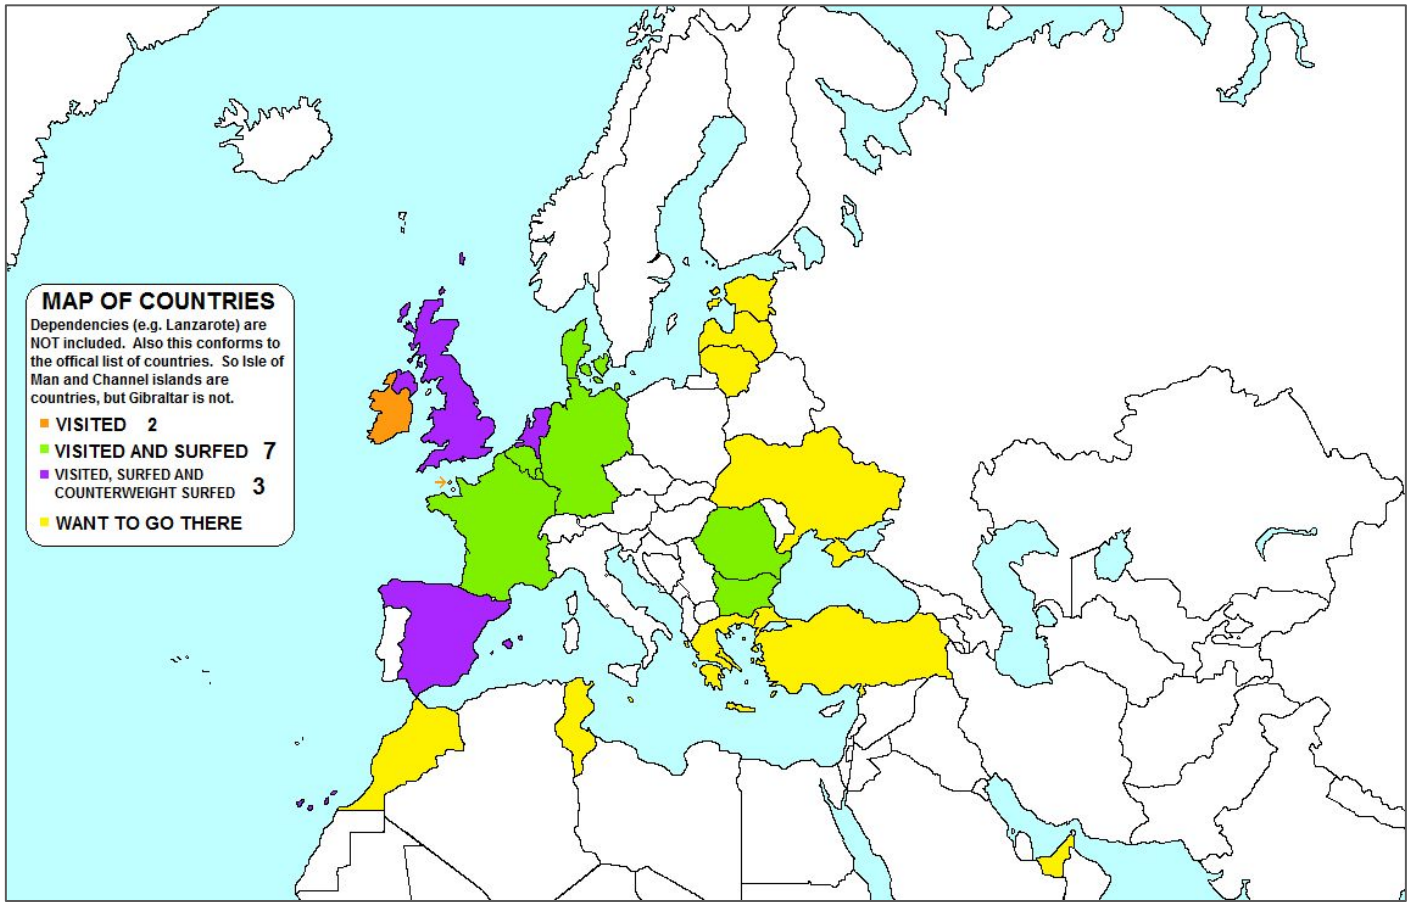 MAP OF COUNTRIES
Dependencies (e.g. Lanzarote) are
NOT included. Also this conforms to
the offical list of countries. So Isle of
Man and Channel islands are
countries, but Gibraltar is not.
VISITED 2
VISITED AND SURFED 7
VISITED, SURFED AND
COUNTERWEIGHT SURFED 3
WANT TO GO THERE